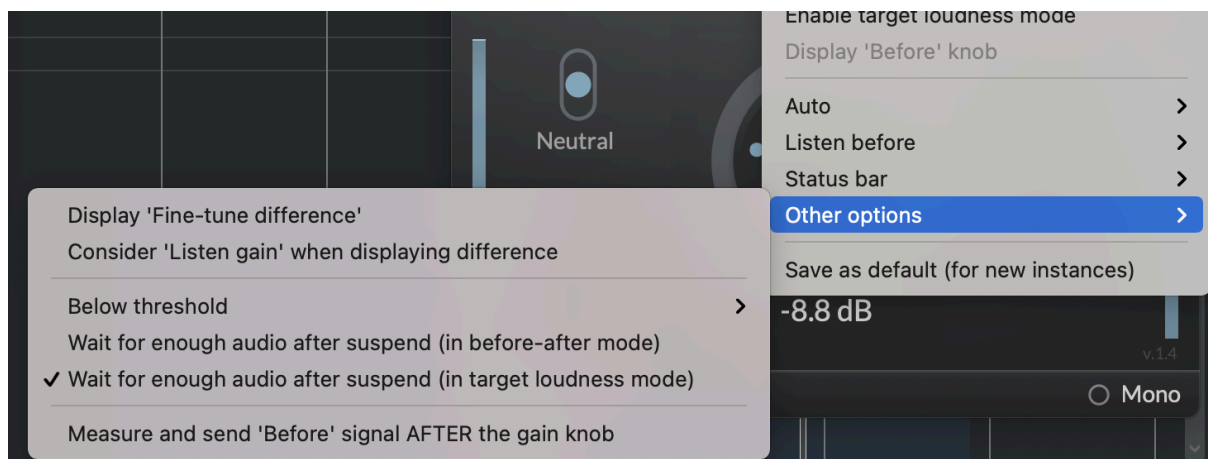 Enable target loudness mode
Display 'Before' knob
Auto
Listen before
Status bar
Other options
Save as default (for new instances)
Neutral
Display 'Fine-tune difference'
Consider 'Listen gain' when displaying difference
Below threshold
Wait for enough audio after suspend (in before-after mode)
Wait for enough audio after suspend (in target loudness mode)
Measure and send 'Before' signal AFTER the gain knob
-8.8 dB
v.1.4
Mono